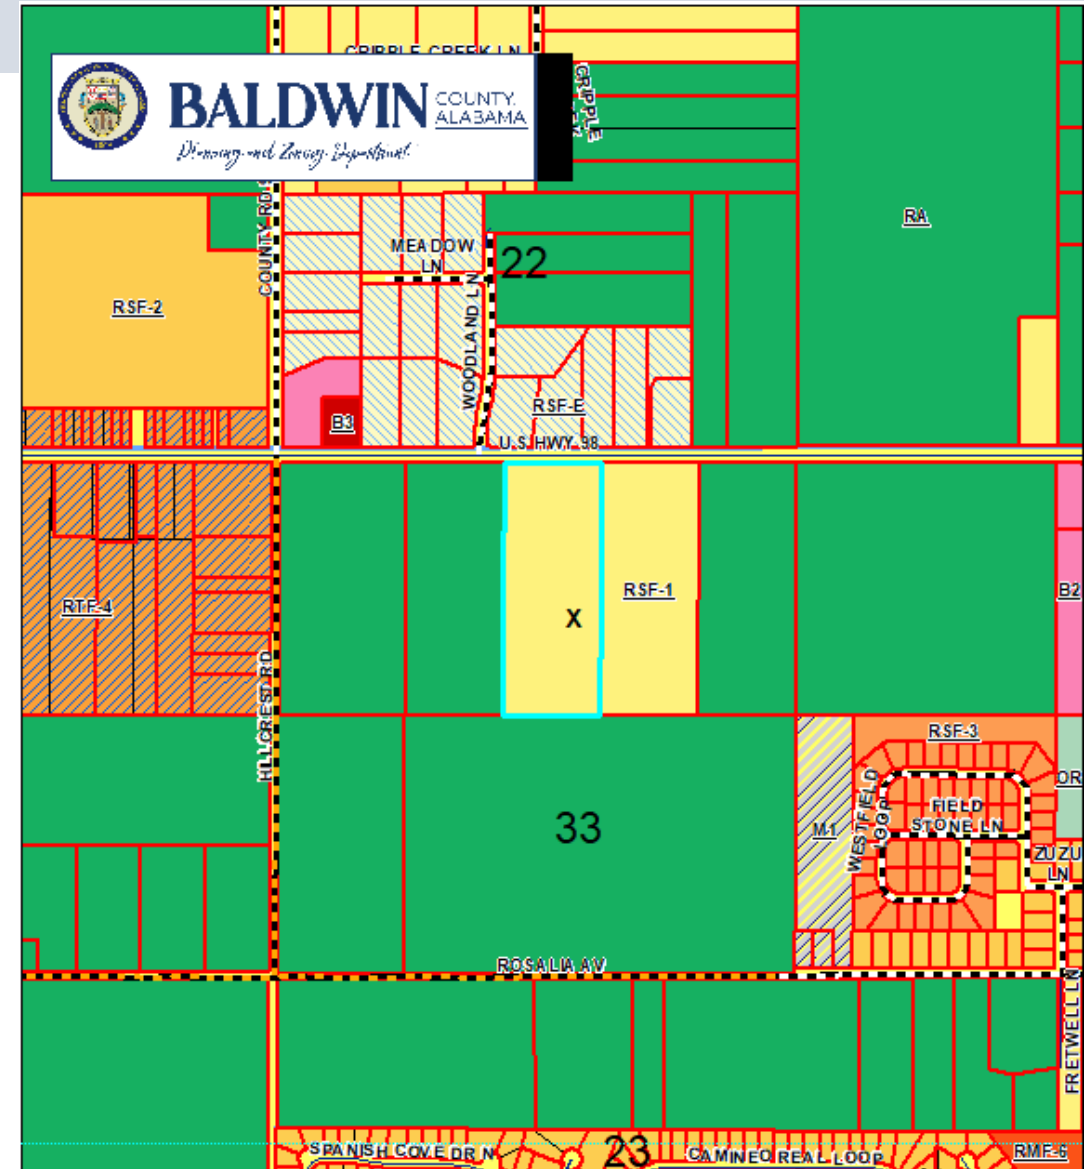 CRIPPLE CREEK LN
CRIPPLE
BALDWIN COUNTY,
ALABAMA
Planning and Zoning Department
COUNTY RD
RA
MEADOW
LN
22
RSF-2
WOODLAND LN
RSF-E
B3
U S HWY 98
RSF-1
B2
X
RTF-4
HILLCREST RD
RSF-3
OR
WESTFIELD
LOOP
FIELD
STONE LN
33
M1
ZUZU
LN
ROSALIA AV
FRETWELL LN
SPANISH COVE DR N
23
CAMINEO REAL LOOP
RMF-6